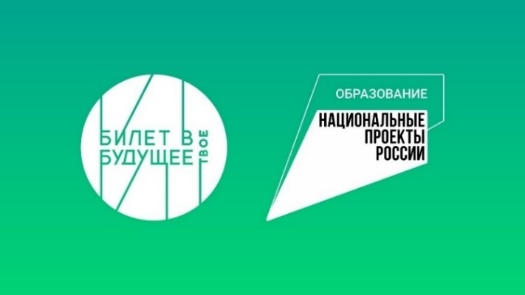 БИЛЕТ В
БУДУЩЕЕ
ТВОЕ
ОБРАЗОВАНИЕ
НАЦИОНАЛЬНЫЕ
ПРОЕКТЫ
РОССИИ